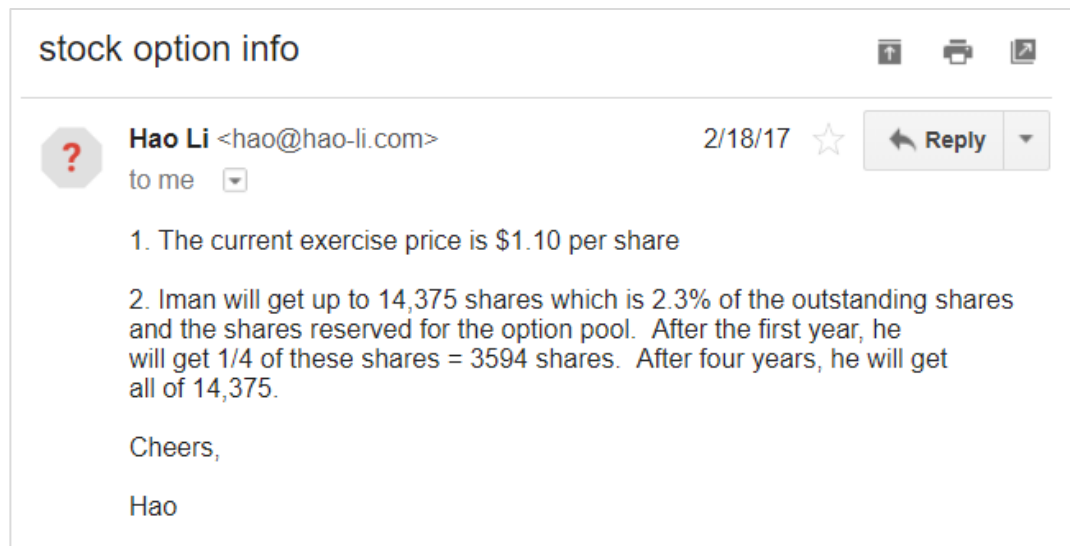 stock option info
Hao Li <hao@hao-li.com> 2/18/17 Reply
to me
1. The current exercise price is $1.10 per share
2. Iman will get up to 14,375 shares which is 2.3% of the outstanding shares
and the shares reserved for the option pool.  After the first year, he
will get 1/4 of these shares = 3594 shares.  After four years, he will get
all of 14,375.
Cheers,
Hao